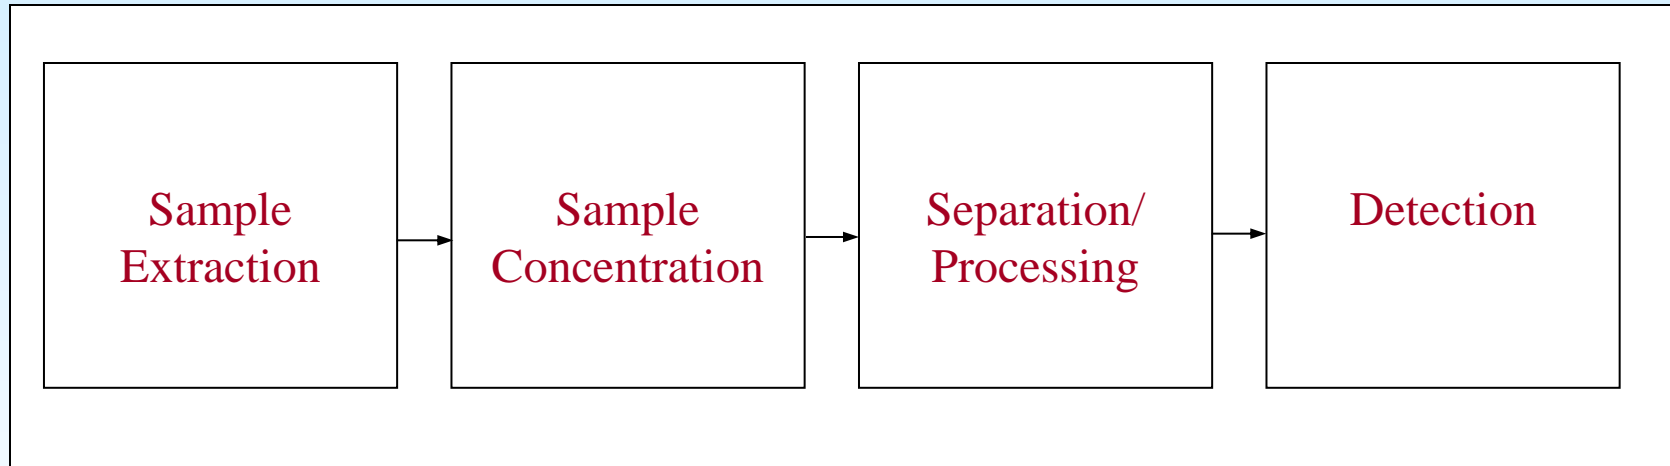 Sample
Extraction
Sample
Concentration
Separation/
Processing
Detection